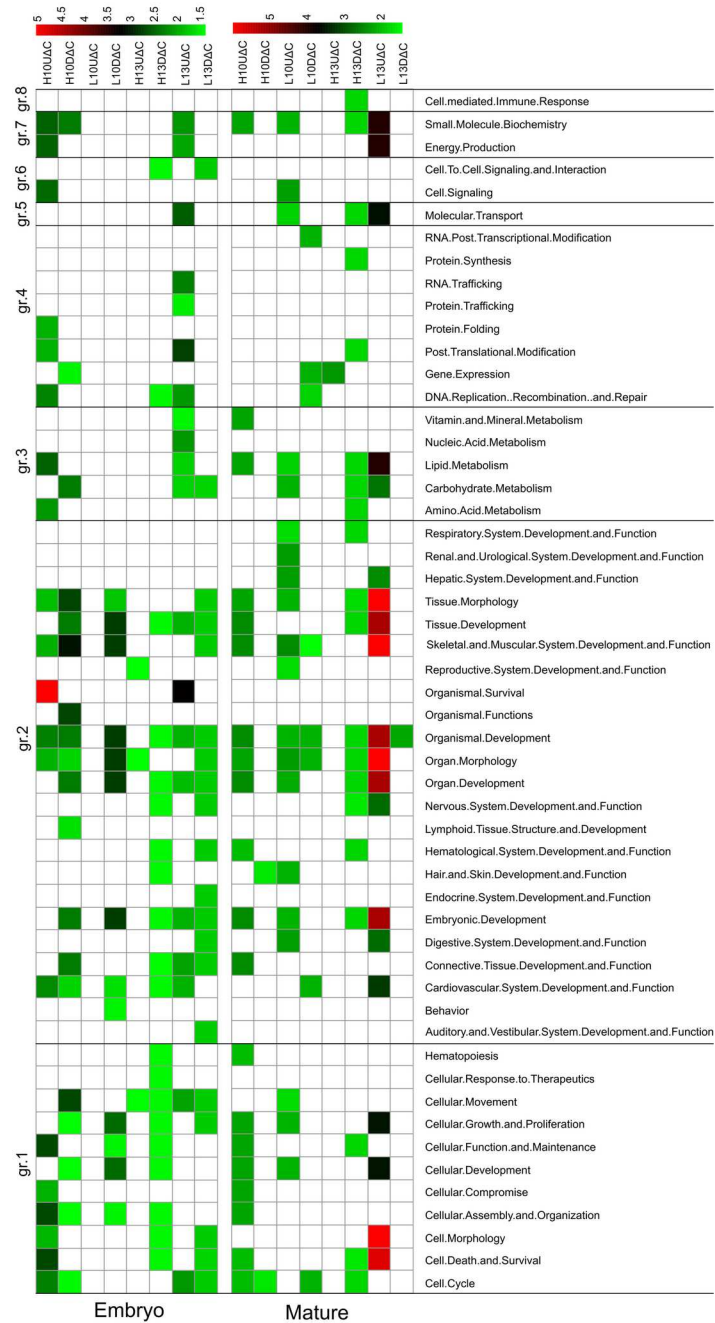 5 4.5 3.5 3 2.5 2 1.5
5 4 3 2
H10UΔC H10DΔC L10UΔC L10DΔC H13UΔC H13DΔC L13UΔC L13DΔC
H10UΔC H10DΔC L10UΔC L10DΔC H13UΔC H13DΔC L13UΔC L13DΔC
gr.8
Cell.mediated.Immune.Response
gr.7
Small.Molecule.Biochemistry
Energy.Production
gr.6
Cell.To.Cell.Signaling.and.Interaction
Cell.Signaling
gr.5
Molecular.Transport
gr.4
RNA.Post.Transcriptional.Modification
Protein.Synthesis
RNA.Trafficking
Protein.Trafficking
Protein.Folding
Post.Translational.Modification
Gene.Expression
DNA.Replication..Recombination..and.Repair
gr.3
Vitamin.and.Mineral.Metabolism
Nucleic.Acid.Metabolism
Lipid.Metabolism
Carbohydrate.Metabolism
Amino.Acid.Metabolism
gr.2
Respiratory.System.Development.and.Function
Renal.and.Urological.System.Development.and.Function
Hepatic.System.Development.and.Function
Tissue.Morphology
Tissue.Development
Skeletal.and.Muscular.System.Development.and.Function
Reproductive.System.Development.and.Function
Organismal.Survival
Organismal.Functions
Organismal.Development
Organ.Morphology
Organ.Development
Nervous.System.Development.and.Function
Lymphoid.Tissue.Structure.and.Development
Hematological.System.Development.and.Function
Hair.and.Skin.Development.and.Function
Endocrine.System.Development.and.Function
Embryonic.Development
Digestive.System.Development.and.Function
Connective.Tissue.Development.and.Function
Cardiovascular.System.Development.and.Function
Behavior
Auditory.and.Vestibular.System.Development.and.Function
gr.1
Hematopoiesis
Cellular.Response.to.Therapeutics
Cellular.Movement
Cellular.Growth.and.Proliferation
Cellular.Function.and.Maintenance
Cellular.Development
Cellular.Compromise
Cellular.Assembly.and.Organization
Cell.Morphology
Cell.Death.and.Survival
Cell.Cycle
Embryo
Mature